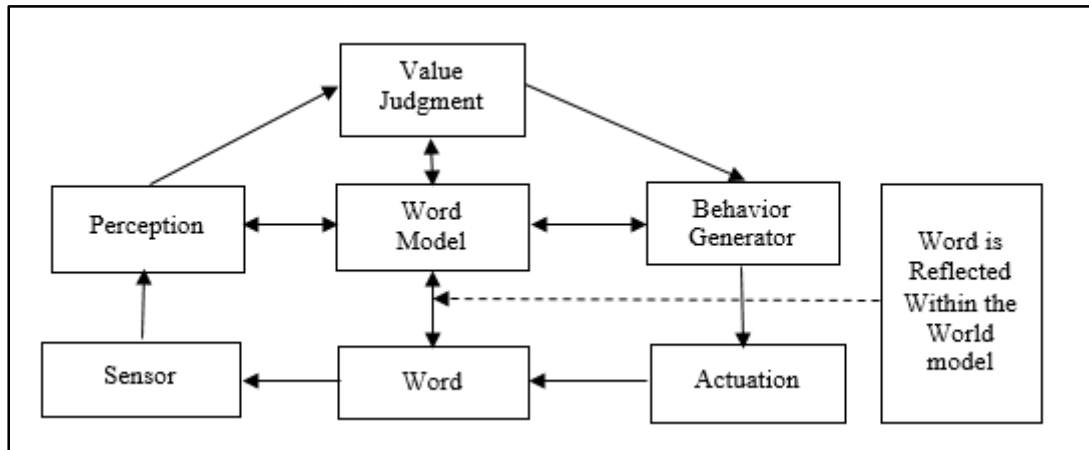 Value
Judgment
Perception
Word
Model
Behavior
Generator
Word is
Reflected
Within the
World
model
Sensor
Word
Actuation